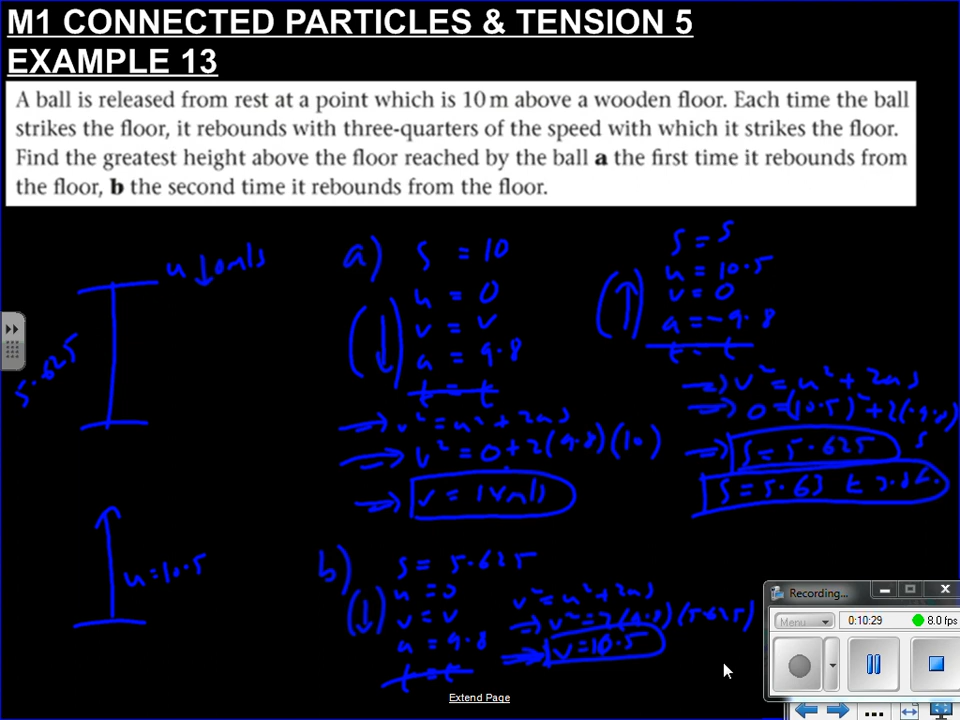 M1 CONNECTED PARTICLES & TENSION 5
EXAMPLE 13
A ball is released from rest at a point which is 10 m above a wooden floor. Each time the ball
strikes the floor, it rebounds with three-quarters of the speed with which it strikes the floor.
Find the greatest height above the floor reached by the ball a the first time it rebounds from
the floor, b the second time it rebounds from the floor.
u ↓ 0m/s
5.625
u = 10.5
a)
s = 10
u = 0
(↓) v = v
a = 9.8
t = t
⇒ v² = u² + 2as
⇒ v² = 0 + 2(9.8)(10)
⇒ v = 14m/s
s = s
u = 10.5
(↑) v = 0
a = -9.8
t = t
⇒ v² = u² + 2as
⇒ 0 = (10.5)² + 2(-9.8)
s
⇒ s = 5.625
s = 5.63
b)
s = 5.625
u = 0
(↓) v = v
a = 9.8
t = t
v² = u² + 2as
⇒ v² = 2(9.8)(5.625)
⇒ v = 10.5
Extend Page
Recording...
Menu
0:10:29
8.0 fps